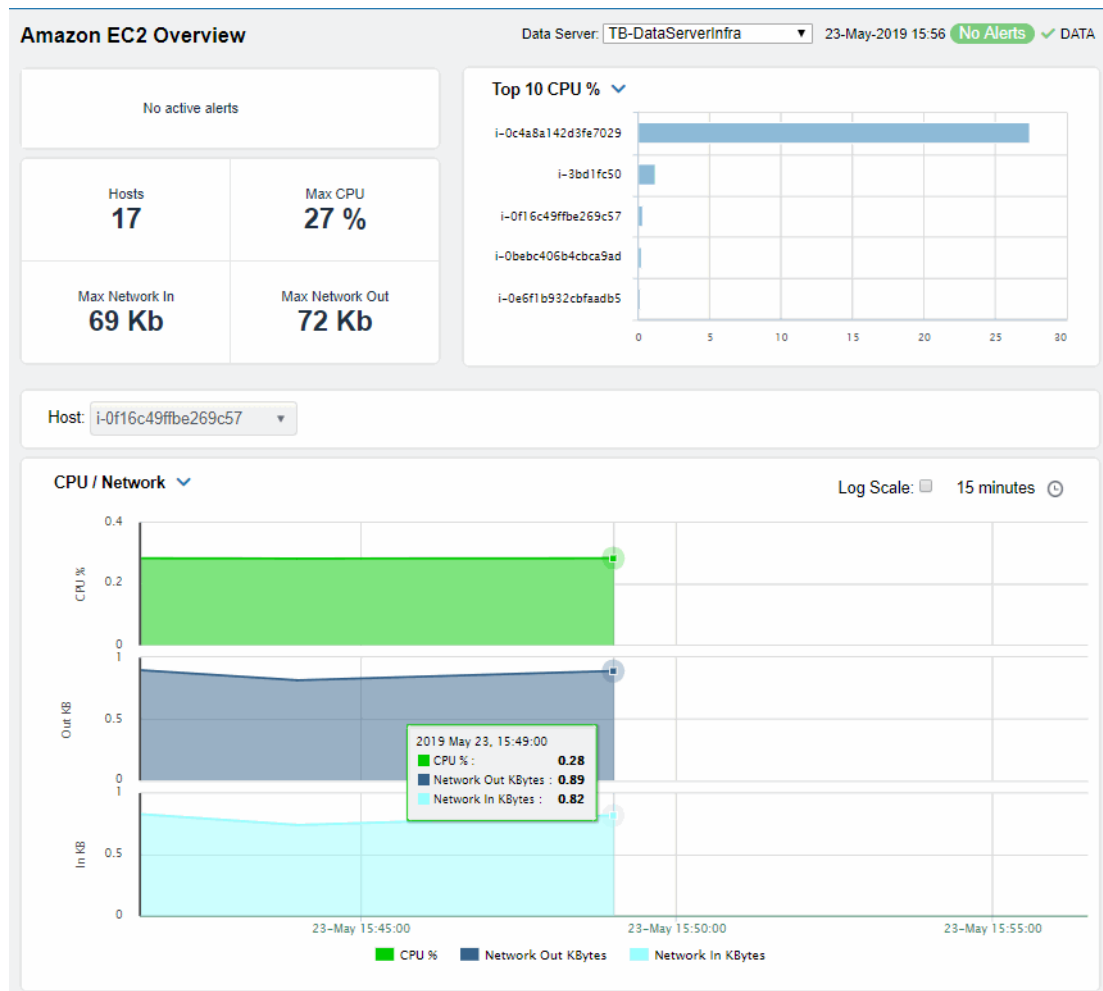 Amazon EC2 Overview
Data Server: TB-DataServerInfra 23-May-2019 15:56 No Alerts DATA
No active alerts
Hosts
17
Max CPU
27 %
Max Network In
69 Kb
Max Network Out
72 Kb
Top 10 CPU %
i-0c4a8a142d3fe7029
i-3bd1fc50
i-0f16c49ffbe269c57
i-0bebc406b4cbca9ad
i-0e6f1b932cbfaadb5
0 5 10 15 20 25 30
Host: i-0f16c49ffbe269c57
CPU / Network
Log Scale: 15 minutes
0.4
CPU %
0.2
0
1
Out KB
0.5
0
2019 May 23, 15:49:00
CPU % : 0.28
Network Out KBytes : 0.89
Network In KBytes : 0.82
1
In KB
0.5
0
23-May 15:45:00 23-May 15:50:00 23-May 15:55:00
CPU % Network Out KBytes Network In KBytes